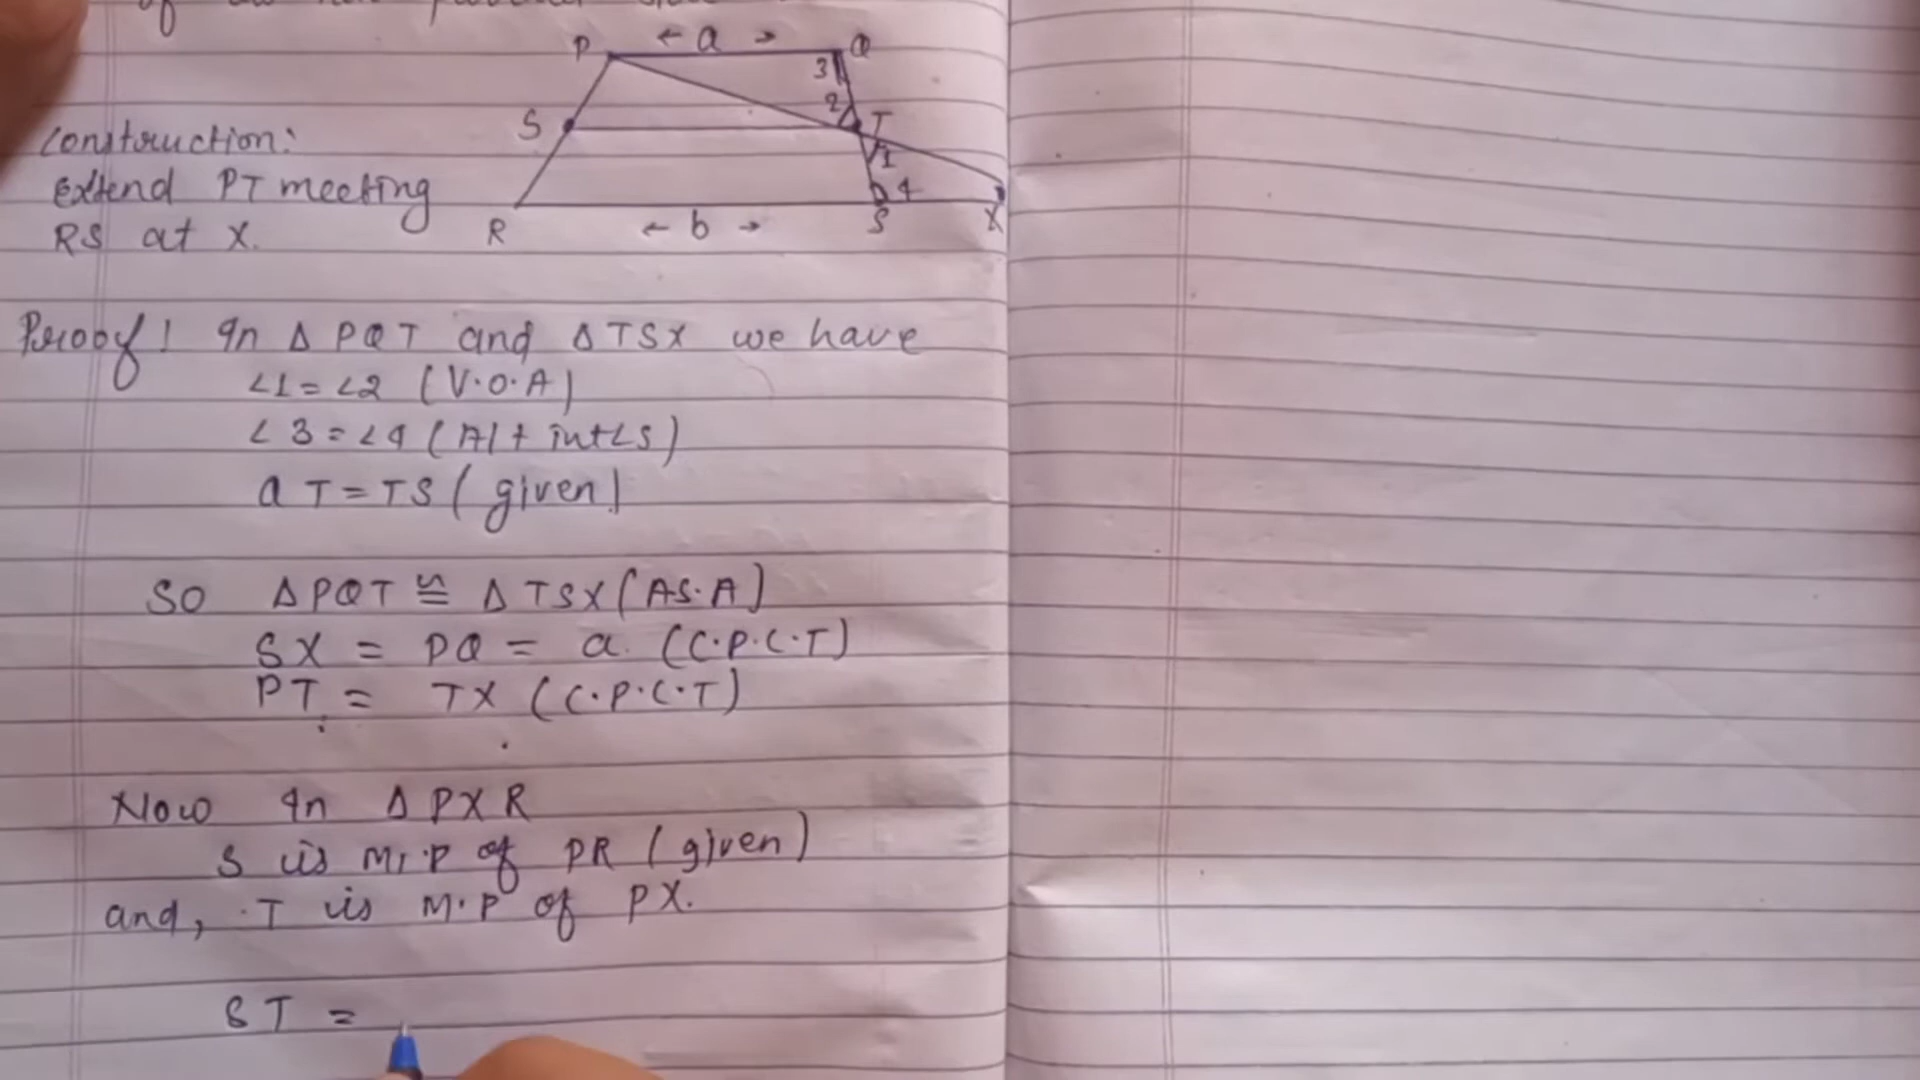 ← a →
P
Q
3
2
S
T
1
4
R
← b →
S
X
Construction:
Extend PT meeting
RS at X.
Proof! In Δ PQT and Δ TSX we have
∠1 = ∠2 (V.O.A)
∠3 = ∠4 (Alt int∠S)
QT = TS (given)
SO Δ PQT ≅ Δ TSX (AS.A)
SX = PQ = a. (C.P.C.T)
PT = TX (C.P.C.T)
Now In Δ PXR
S is M.P of PR (given)
and, T is M.P of PX.
ST =